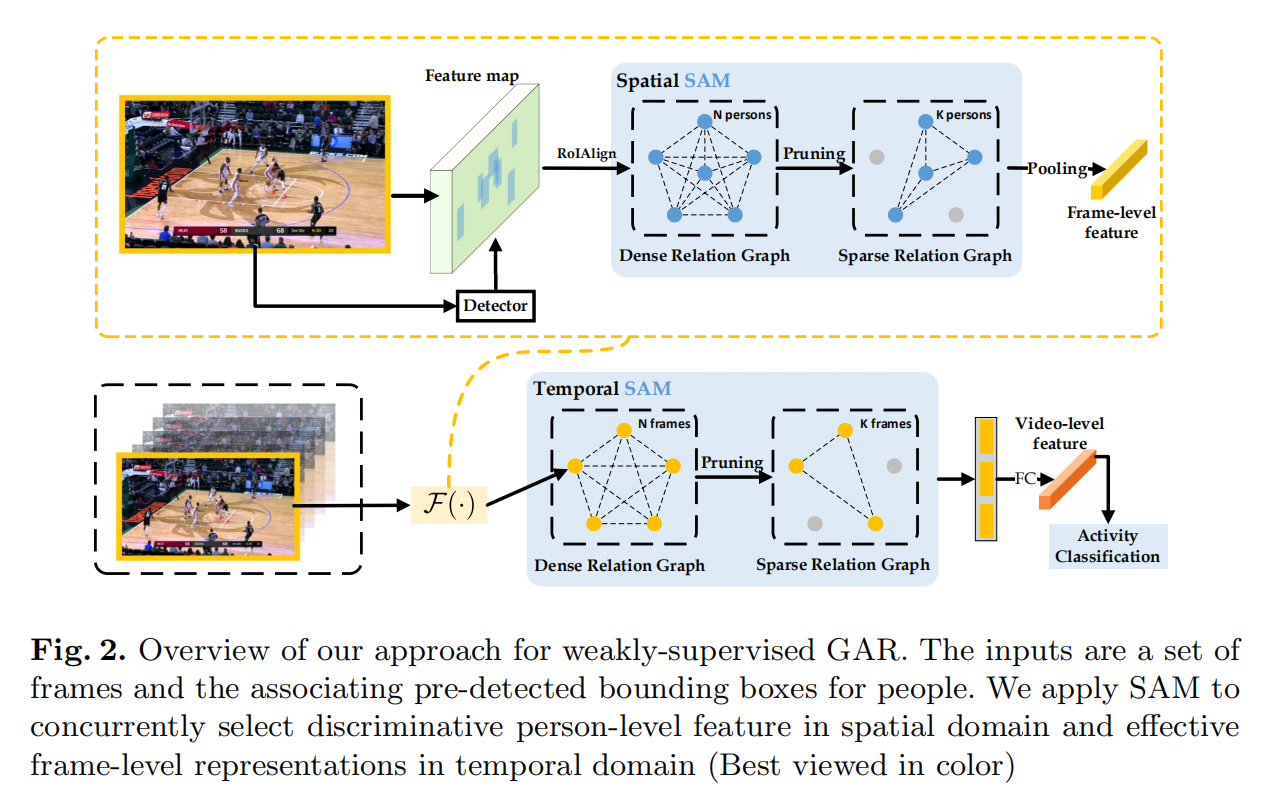 Feature map
Spatial SAM
N persons
K persons
RoIAlign
Pruning
Pooling
Frame-level
feature
Dense Relation Graph
Sparse Relation Graph
HEAT 58 BUCKS 68
Detector
Temporal SAM
N frames
K frames
Video-level
feature
Pruning
F(·)
FC
Activity
Classification
Dense Relation Graph
Sparse Relation Graph
Fig. 2. Overview of our approach for weakly-supervised GAR. The inputs are a set of
frames and the associating pre-detected bounding boxes for people. We apply SAM to
concurrently select discriminative person-level feature in spatial domain and effective
frame-level representations in temporal domain (Best viewed in color)